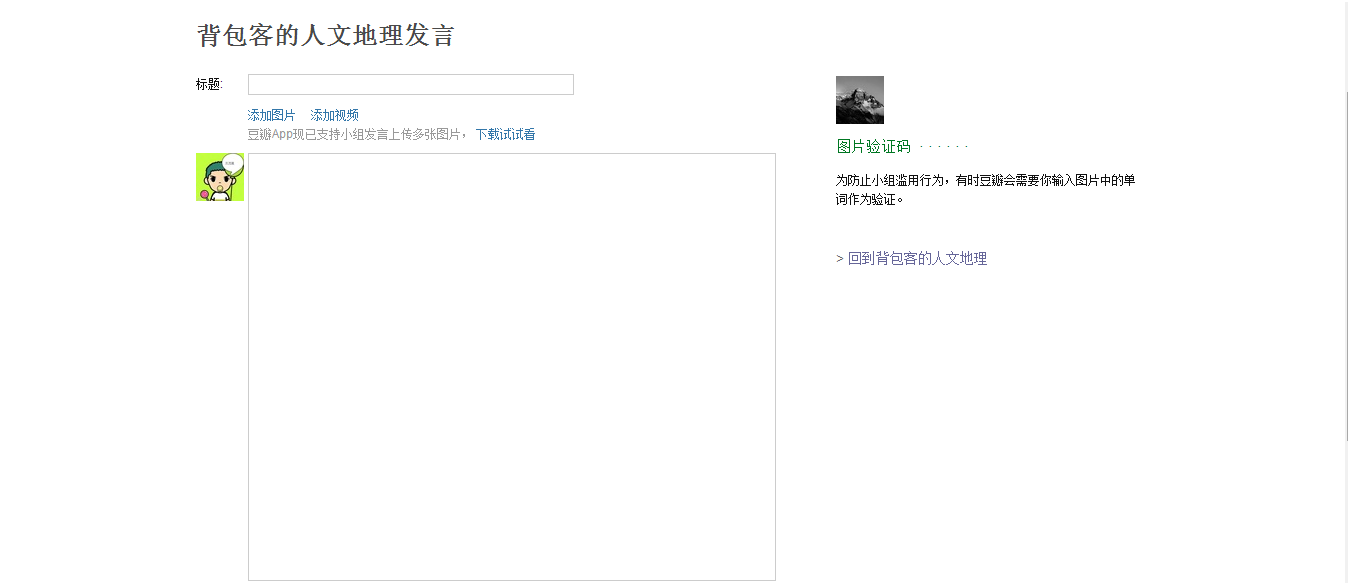 背包客的人文地理发言
标题:
添加图片 添加视频
豆瓣App现已支持小组发言上传多张图片， 下载试试看
图片验证码 · · · · · ·
为防止小组滥用行为，有时豆瓣会需要你输入图片中的单
词作为验证。
> 回到背包客的人文地理